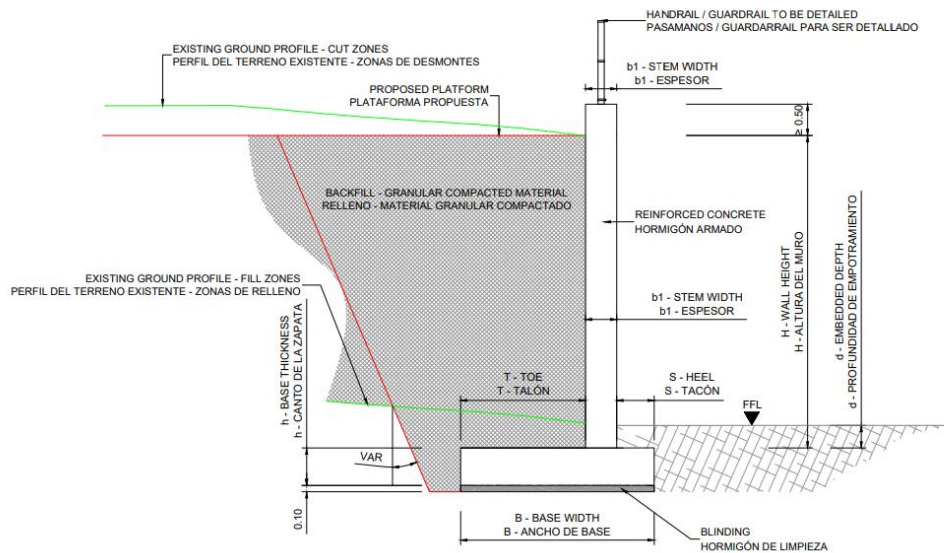 HANDRAIL / GUARDRAIL TO BE DETAILED
PASAMANOS / GUARDARRAIL PARA SER DETALLADO
EXISTING GROUND PROFILE - CUT ZONES
PERFIL DEL TERRENO EXISTENTE - ZONAS DE DESMONTES
b1 - STEM WIDTH
b1 - ESPESOR
PROPOSED PLATFORM
PLATAFORMA PROPUESTA
≥ 0.50
BACKFILL - GRANULAR COMPACTED MATERIAL
RELLENO - MATERIAL GRANULAR COMPACTADO
REINFORCED CONCRETE
HORMIGÓN ARMADO
H - WALL HEIGHT
H - ALTURA DEL MURO
d - EMBEDDED DEPTH
d - PROFUNDIDAD DE EMPOTRAMIENTO
EXISTING GROUND PROFILE - FILL ZONES
PERFIL DEL TERRENO EXISTENTE - ZONAS DE RELLENO
b1 - STEM WIDTH
b1 - ESPESOR
h - BASE THICKNESS
h - CANTO DE LA ZAPATA
T - TOE
T - TALÓN
S - HEEL
S - TACÓN
FFL
VAR
0.10
B - BASE WIDTH
B - ANCHO DE BASE
BLINDING
HORMIGÓN DE LIMPIEZA